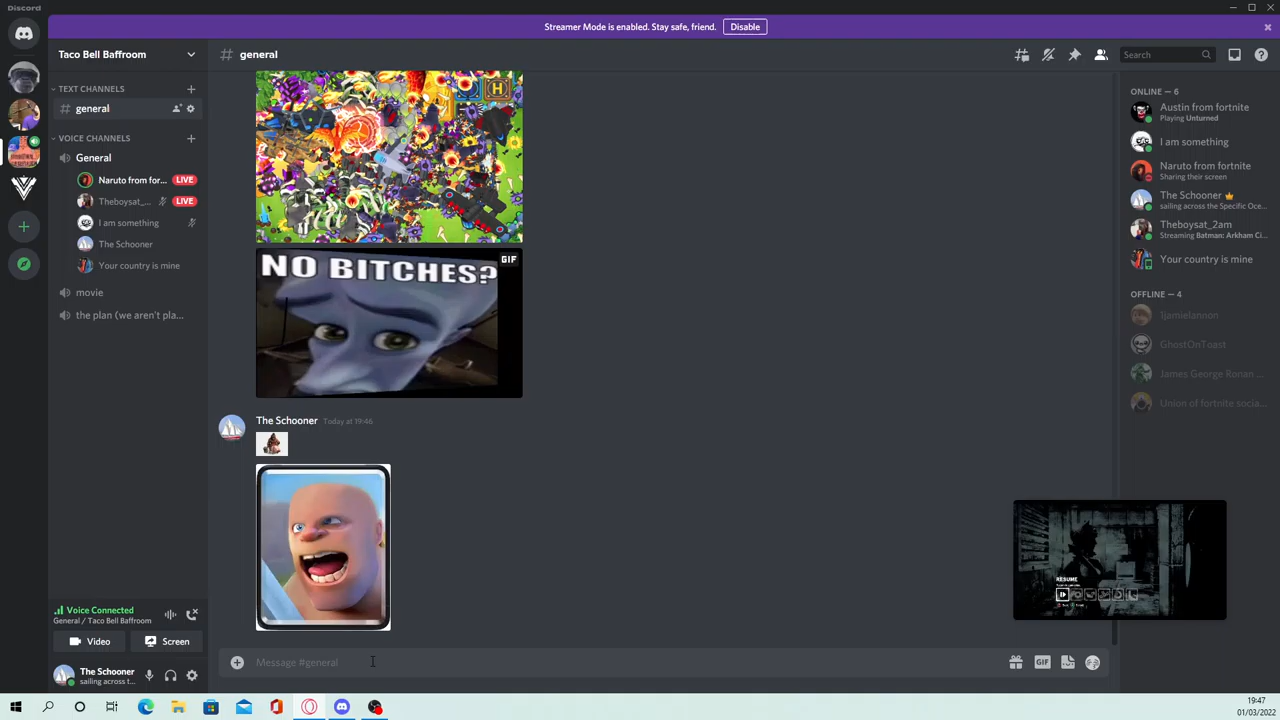 Discord
Streamer Mode is enabled. Stay safe, friend.
Disable
Taco Bell Baffroom
general
Search
TEXT CHANNELS
general
VOICE CHANNELS
General
Naruto from for...
LIVE
Theboysat_...
LIVE
I am something
The Schooner
Your country is mine
movie
the plan (we aren't pla...
H
NO BITCHES?
GIF
The Schooner Today at 19:46
ONLINE — 6
Austin from fortnite
Playing Unturned
I am something
Naruto from fortnite
Sharing their screen
The Schooner
sailing across the Specific Oce...
Theboysat_2am
Streaming Batman: Arkham Ci...
Your country is mine
OFFLINE — 4
1Jamielannon
GhostOnToast
James George Ronan ...
Union of fortnite socia...
RESUME
Voice Connected
General / Taco Bell Baffroom
Video
Screen
The Schooner
sailing across t...
Message #general
GIF
19:47
01/03/2022